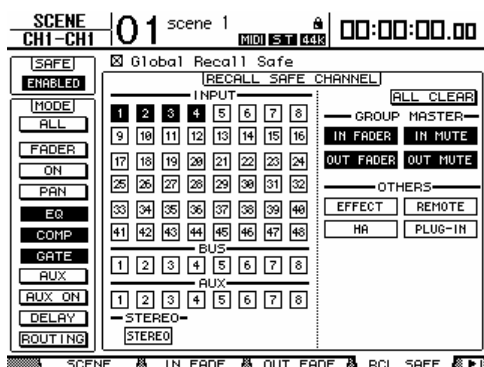 SCENE
CH1-CH1
01 scene 1
MIDI ST 44k
00:00:00.00
SAFE
ENABLED
MODE
ALL
FADER
ON
PAN
EQ
COMP
GATE
AUX
AUX ON
DELAY
ROUTING
Global Recall Safe
RECALL SAFE CHANNEL
INPUT
1 2 3 4 5 6 7 8
9 10 11 12 13 14 15 16
17 18 19 20 21 22 23 24
25 26 27 28 29 30 31 32
33 34 35 36 37 38 39 40
41 42 43 44 45 46 47 48
BUS
1 2 3 4 5 6 7 8
AUX
1 2 3 4 5 6 7 8
STEREO
STEREO
ALL CLEAR
GROUP MASTER
IN FADER IN MUTE
OUT FADER OUT MUTE
OTHERS
EFFECT REMOTE
HA PLUG-IN
SCENE IN FADE OUT FADE RCL SAFE